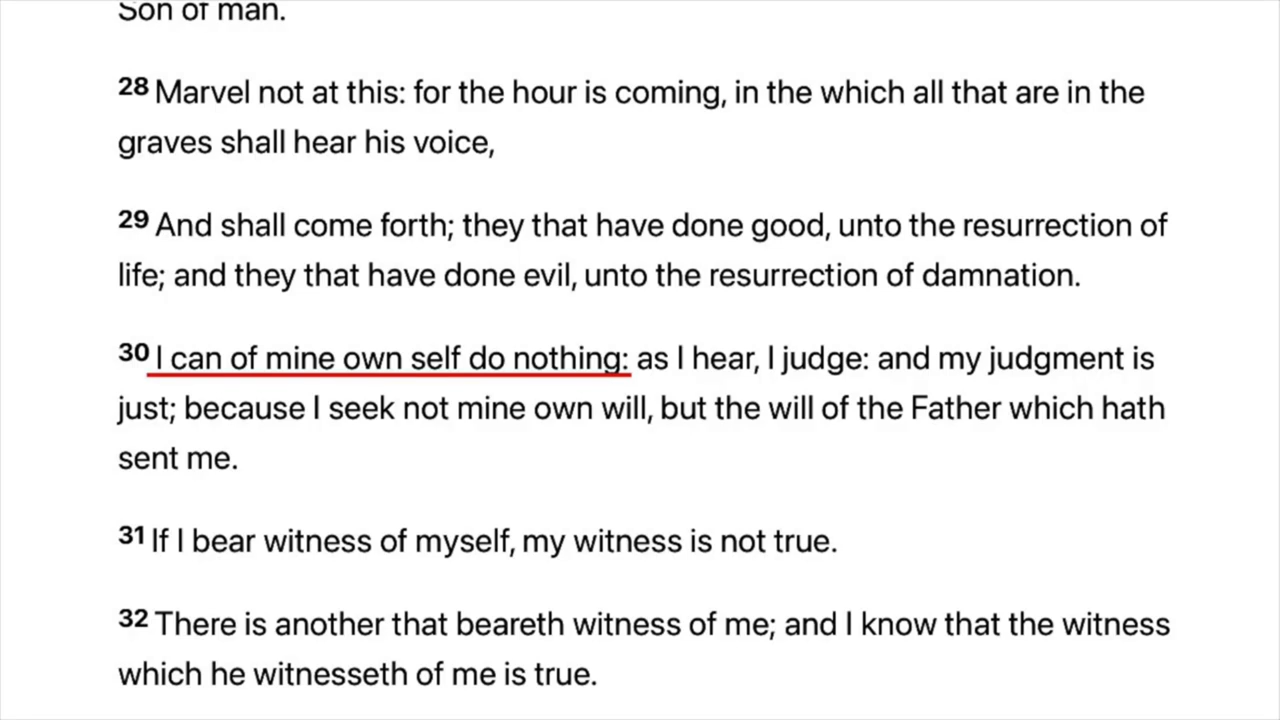 Son of man.
28 Marvel not at this: for the hour is coming, in the which all that are in the
graves shall hear his voice,
29 And shall come forth; they that have done good, unto the resurrection of
life; and they that have done evil, unto the resurrection of damnation.
30 I can of mine own self do nothing: as I hear, I judge: and my judgment is
just; because I seek not mine own will, but the will of the Father which hath
sent me.
31 If I bear witness of myself, my witness is not true.
32 There is another that beareth witness of me; and I know that the witness
which he witnesseth of me is true.